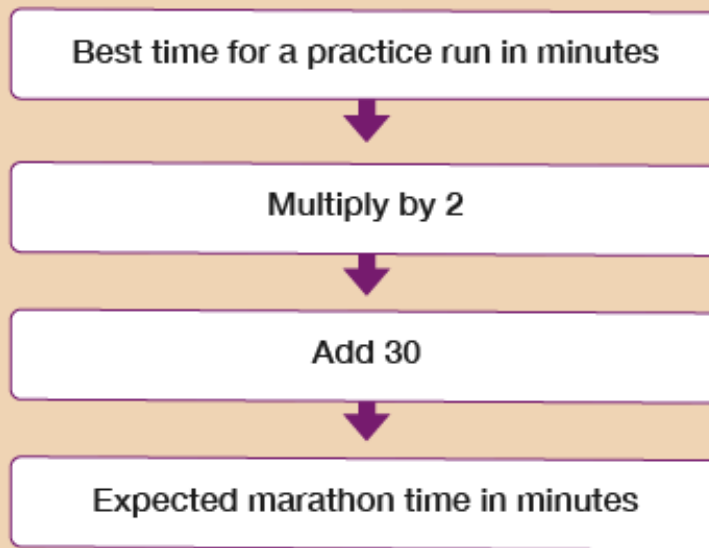 Best time for a practice run in minutes
Multiply by 2
Add 30
Expected marathon time in minutes